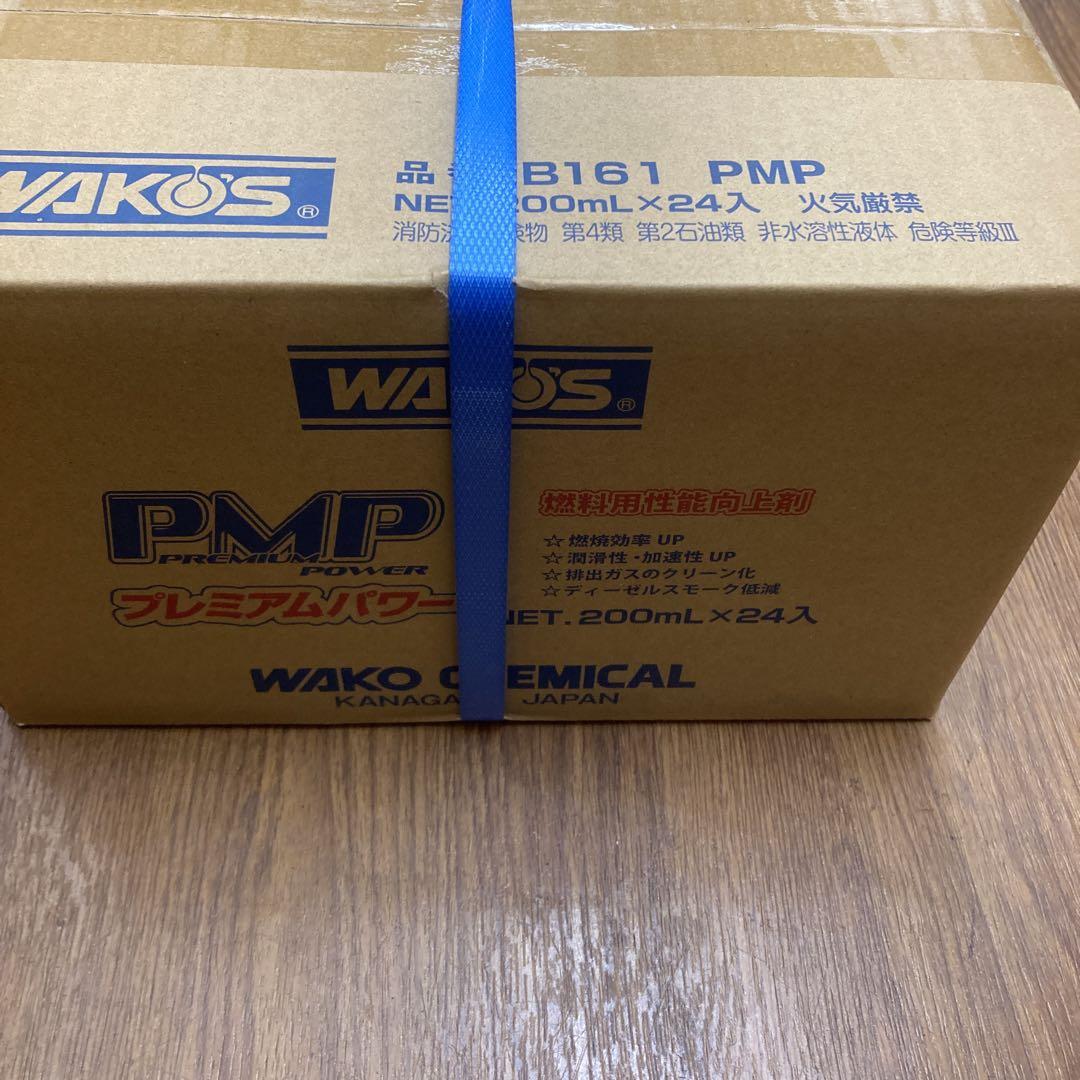 WAKO'S ®
品 B161 PMP
NET. 200mL×24入 火気厳禁
消防法 険物 第4類 第2石油類 非水溶性液体 危険等級Ⅲ
WAKO'S ®
PMP
PREMIUM POWER
プレミアムパワー
燃料用性能向上剤
☆燃焼効率 UP
☆潤滑性・加速性 UP
☆排出ガスのクリーン化
☆ディーゼルスモーク低減
NET. 200mL×24入
WAKO CHEMICAL
KANAGA JAPAN